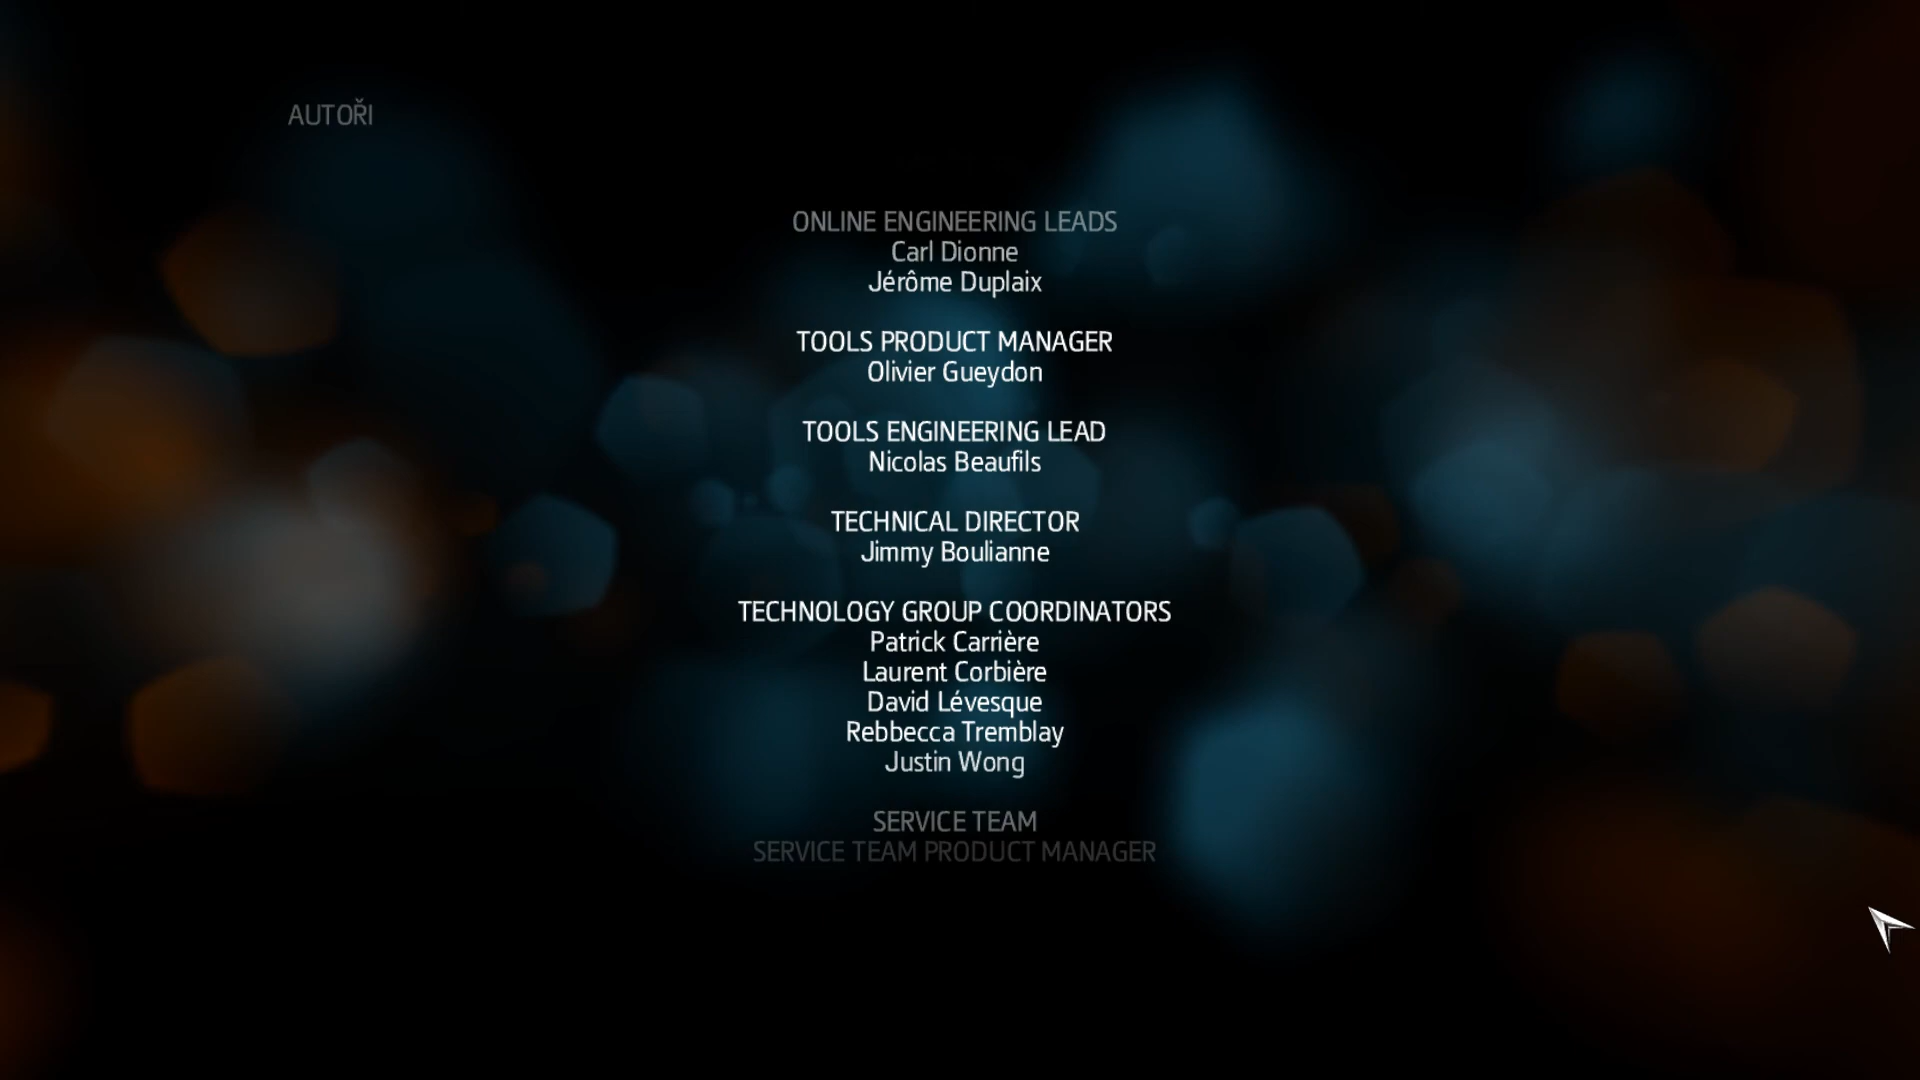 AUTOŘI
ONLINE ENGINEERING LEADS
Carl Dionne
Jérôme Duplaix
TOOLS PRODUCT MANAGER
Olivier Gueydon
TOOLS ENGINEERING LEAD
Nicolas Beaufils
TECHNICAL DIRECTOR
Jimmy Boulianne
TECHNOLOGY GROUP COORDINATORS
Patrick Carrière
Laurent Corbière
David Lévesque
Rebbecca Tremblay
Justin Wong
SERVICE TEAM
SERVICE TEAM PRODUCT MANAGER